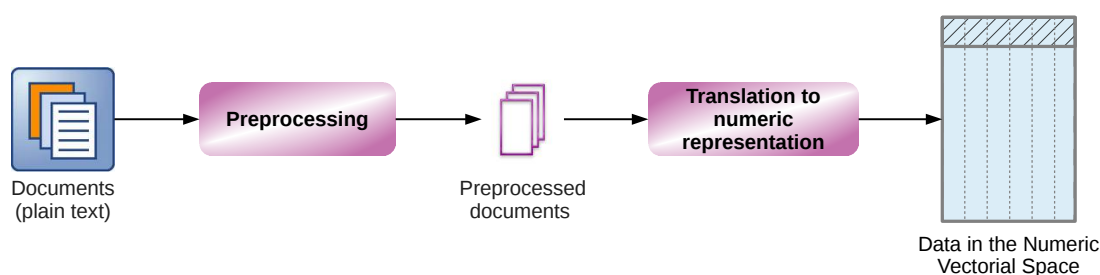 Documents
(plain text)
Preprocessing
Preprocessed
documents
Translation to
numeric
representation
Data in the Numeric
Vectorial Space